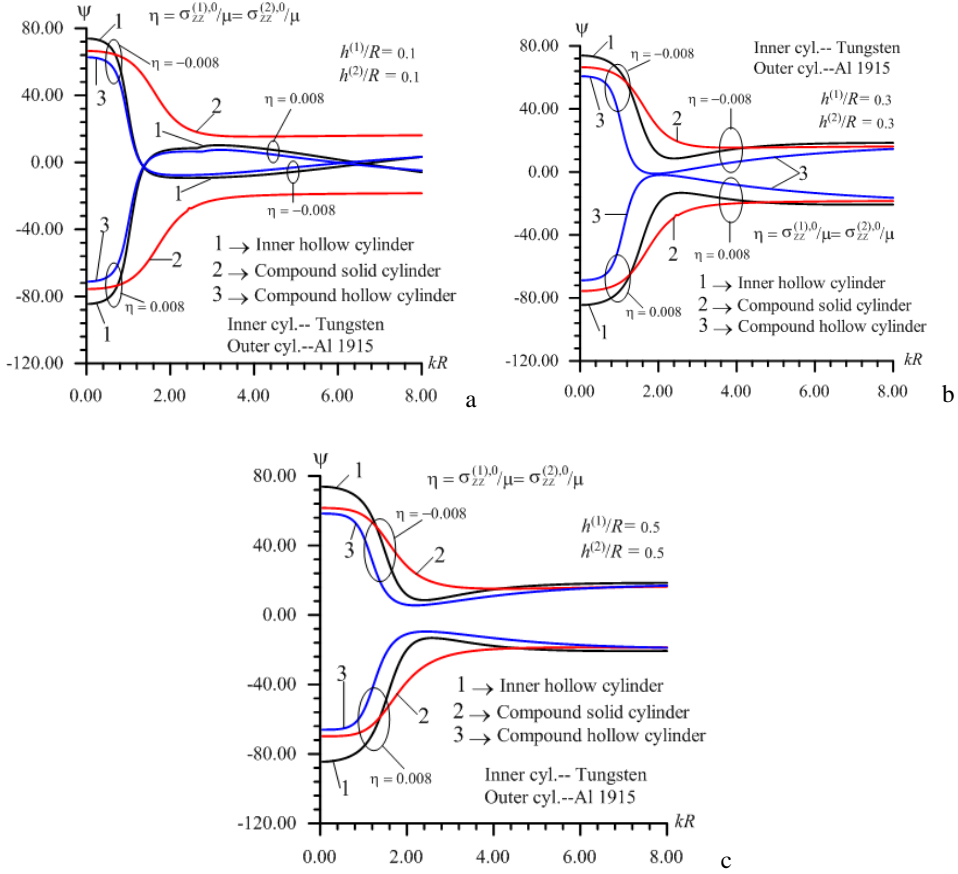 ψ
1
η = σzz(1),0/μ= σzz(2),0/μ
80.00
h(1)/R = 0.1
h(2)/R = 0.1
η = −0.008
40.00
3
2
η = 0.008
1
0.00
1
η = −0.008
3
2
-40.00
1 → Inner hollow cylinder
2 → Compound solid cylinder
3 → Compound hollow cylinder
-80.00
η = 0.008
1
Inner cyl.-- Tungsten
Outer cyl.--Al 1915
-120.00
kR
0.00 2.00 4.00 6.00 8.00
a
ψ
80.00
1
Inner cyl.-- Tungsten
Outer cyl.--Al 1915
η = −0.008
η = −0.008
h(1)/R = 0.3
h(2)/R = 0.3
3
2
40.00
0.00
3
3
2
-40.00
η = σzz(1),0/μ= σzz(2),0/μ
η = 0.008
-80.00
1
η = 0.008
1 → Inner hollow cylinder
2 → Compound solid cylinder
3 → Compound hollow cylinder
-120.00
kR
0.00 2.00 4.00 6.00 8.00
b
ψ
80.00
1
η = σzz(1),0/μ= σzz(2),0/μ
η = −0.008
h(1)/R = 0.5
h(2)/R = 0.5
40.00
3
2
0.00
-40.00
3
2
1 → Inner hollow cylinder
2 → Compound solid cylinder
3 → Compound hollow cylinder
-80.00
1
η = 0.008
Inner cyl.-- Tungsten
Outer cyl.--Al 1915
-120.00
kR
0.00 2.00 4.00 6.00 8.00
c